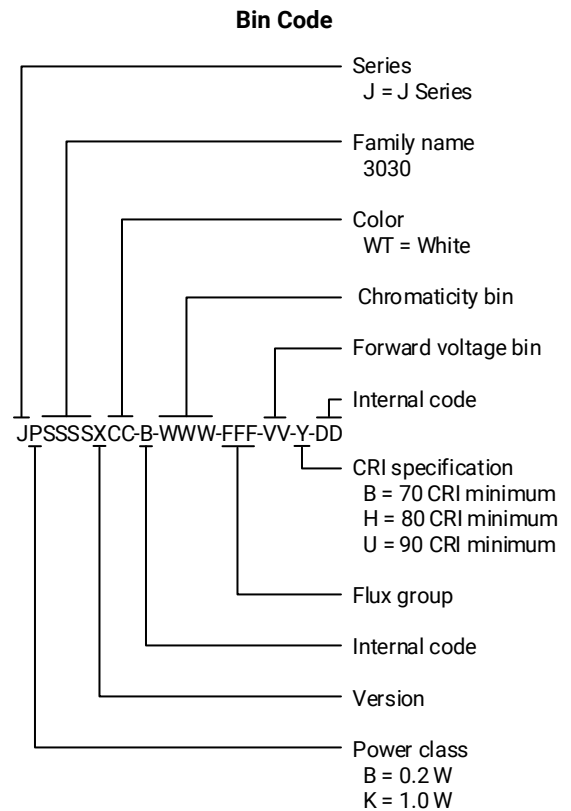 Bin Code
Series
J = J Series
Family name
3030
Color
WT = White
Chromaticity bin
Forward voltage bin
Internal code
JPSSSSXCC-B-WWW-FFF-VV-Y-DD
CRI specification
B = 70 CRI minimum
H = 80 CRI minimum
U = 90 CRI minimum
Flux group
Internal code
Version
Power class
B = 0.2 W
K = 1.0 W